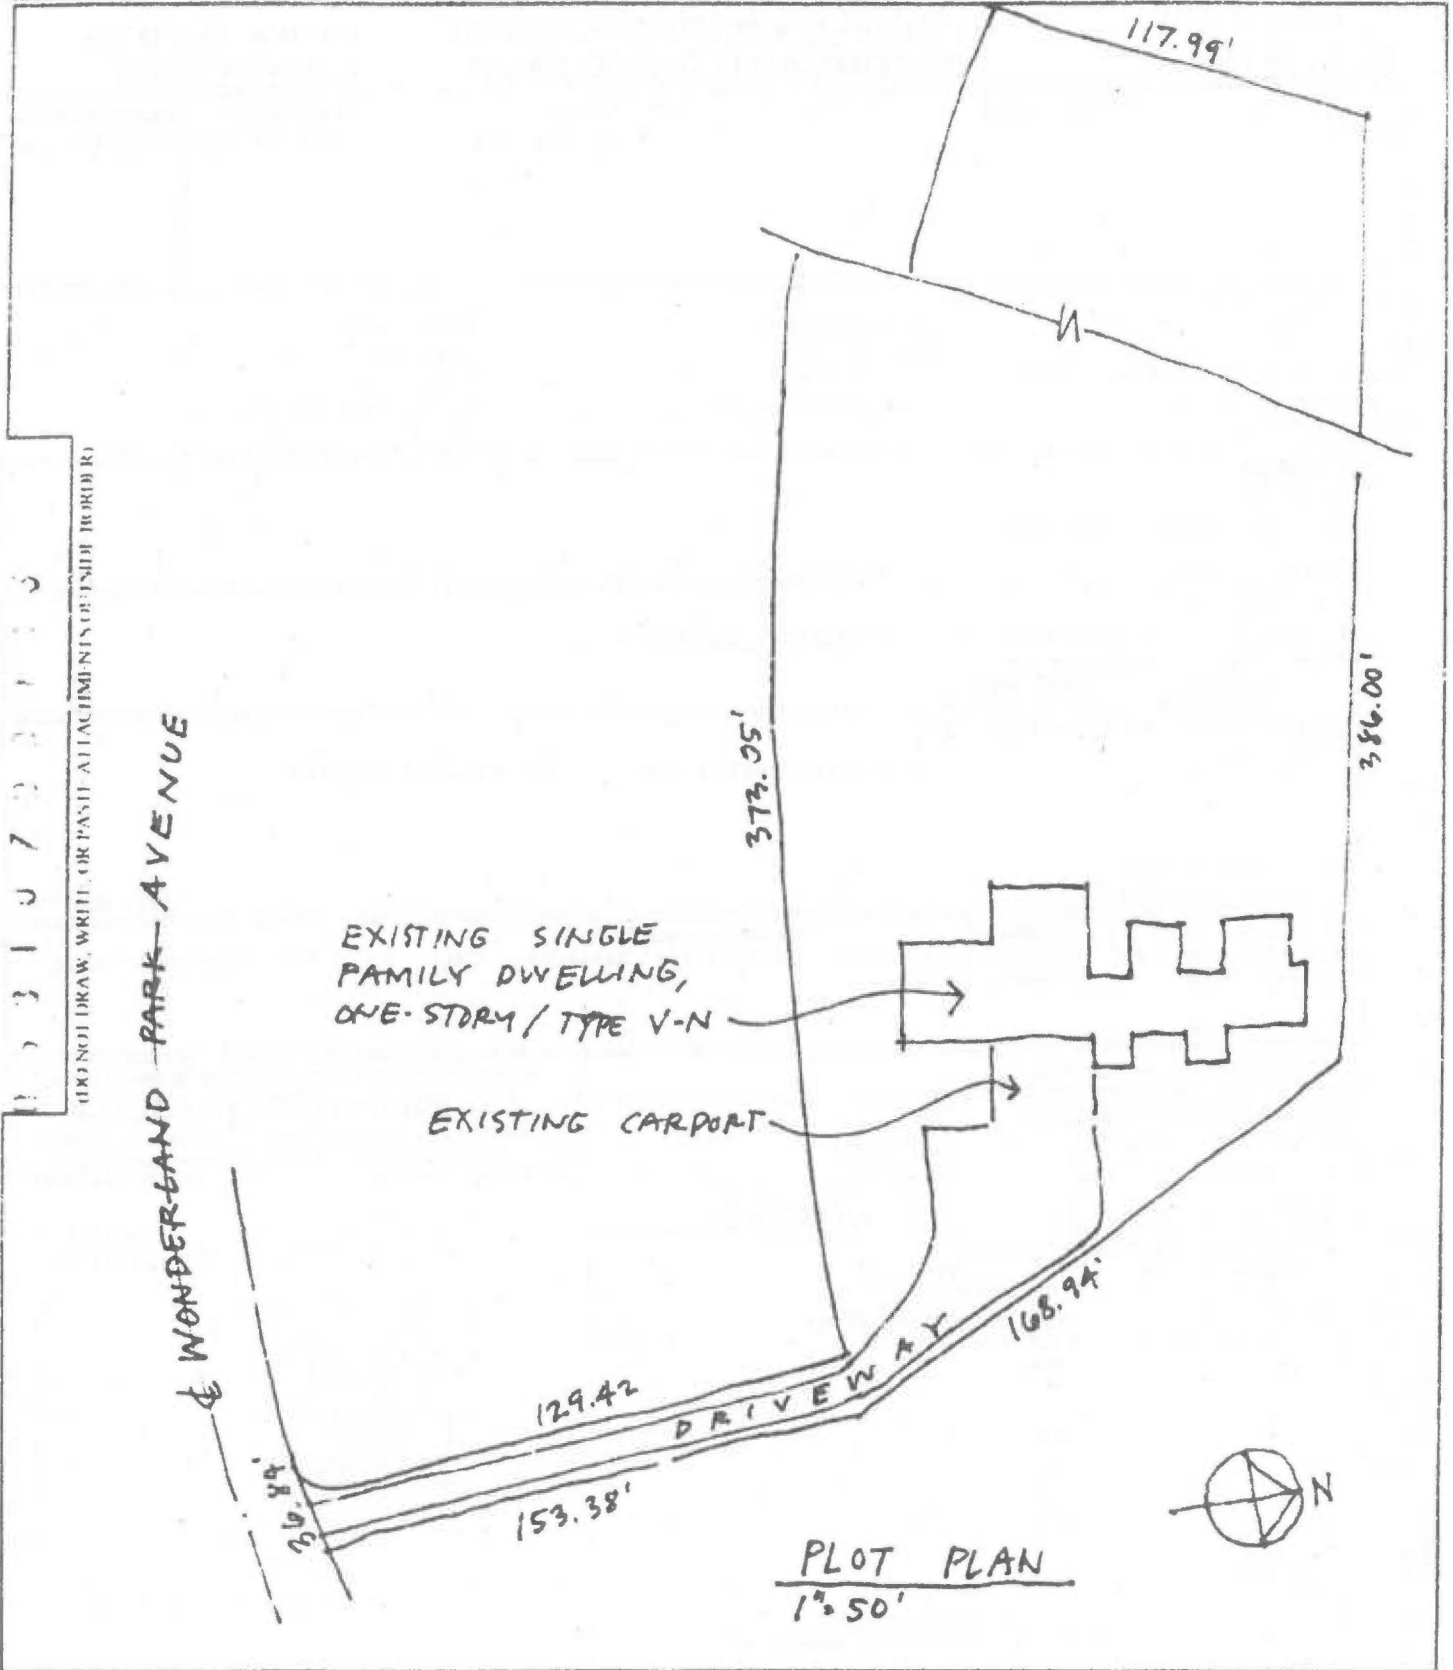 117.99'
(DO NOT DRAW, WRITE, OR PASTE ATTACHMENTS OUTSIDE BORDER)
386.00'
373.05'
℄ WONDERLAND PARK AVENUE
EXISTING SINGLE
FAMILY DWELLING,
ONE-STORY / TYPE V-N
EXISTING CARPORT
168.94'
129.42
DRIVEWAY
36.84'
153.38'
N
PLOT PLAN
1"=50'